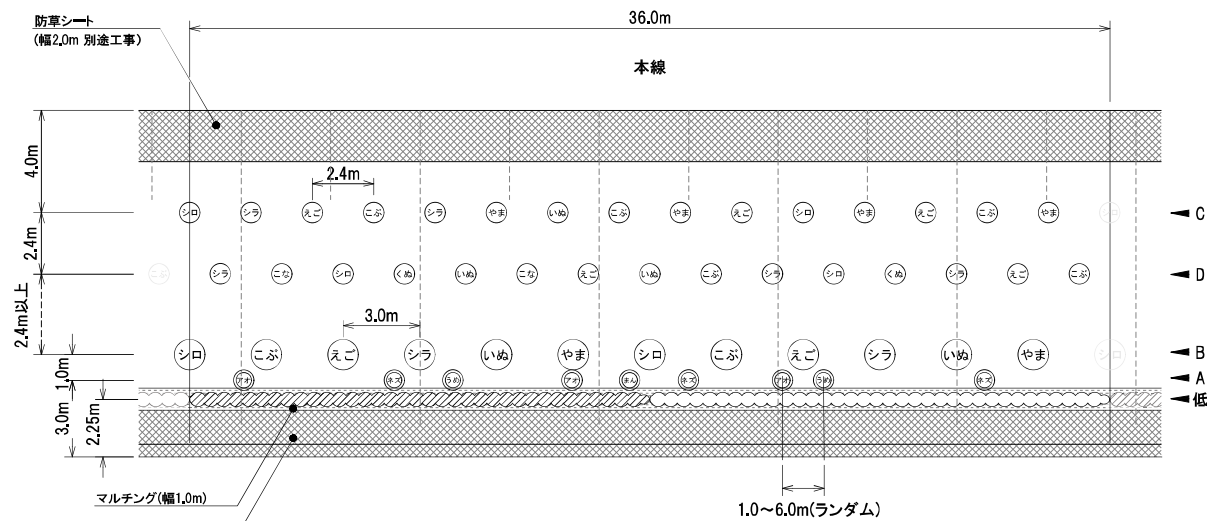 防草シート
(幅2.0m 別途工事)
36.0m
本線
4.0m
2.4m
シロ シラ えご こぶ シラ やま いぬ こぶ やま えご シロ やま えご こぶ やま シロ
C
2.4m
こぶ シラ こな シロ くぬ いぬ こな えご いぬ こぶ シラ シロ くぬ シラ えご こぶ
D
2.4m以上
3.0m
シロ こぶ えご シラ いぬ やま シロ こぶ えご シラ いぬ やま シロ
B
1.0m
アオ ネズ うめ アオ まん ネズ アオ うめ ネズ
A
低
3.0m
2.25m
マルチング(幅1.0m)
1.0～6.0m(ランダム)